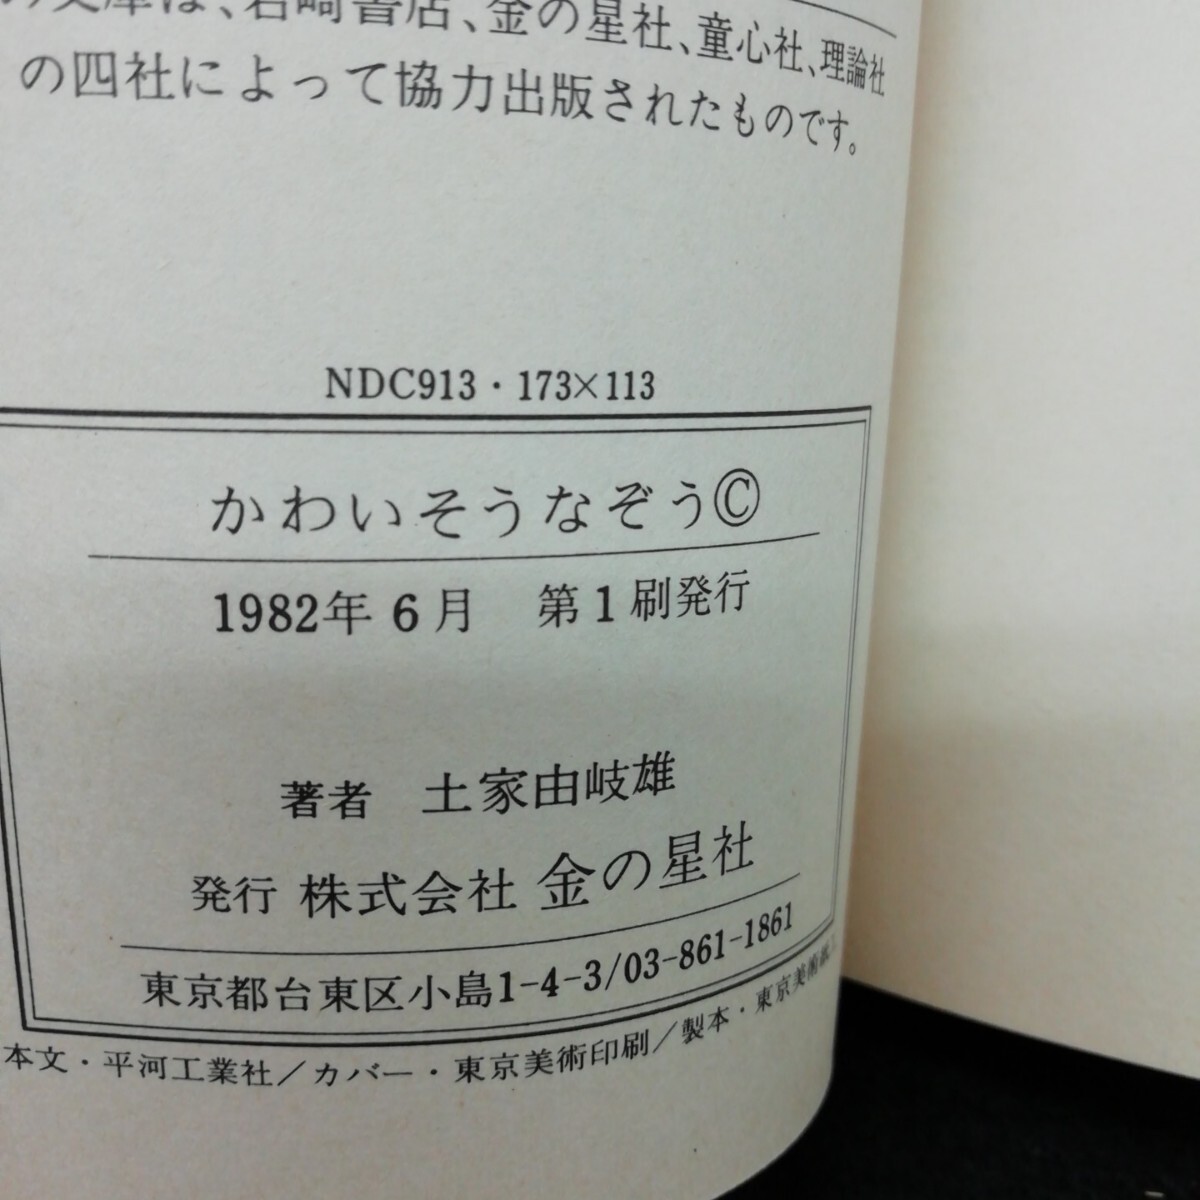 文庫は、岩崎書店、金の星社、童心社、理論社
の四社によって協力出版されたものです。
NDC913・173×113
かわいそうなぞう©
1982年6月 第1刷発行
著者 土家由岐雄
発行 株式会社 金の星社
東京都台東区小島1-4-3/03-861-1861
本文・平河工業社/カバー・東京美術印刷/製本・東京美術紙工